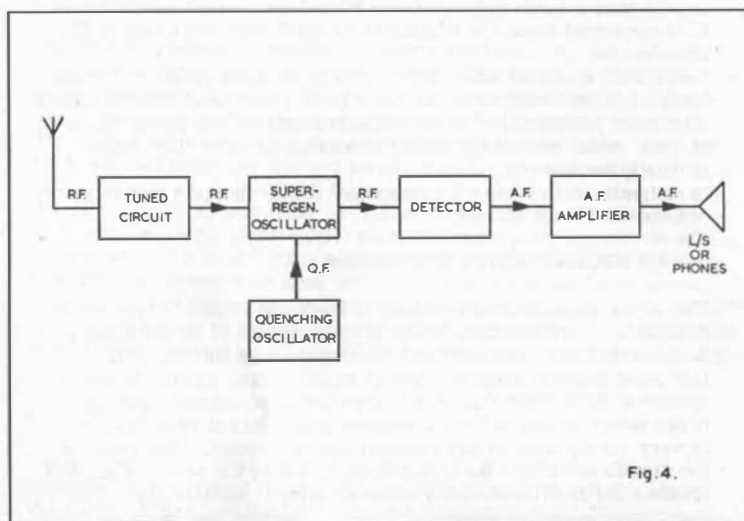 R.F.
TUNED
CIRCUIT
R.F.
SUPER-
REGEN.
OSCILLATOR
R.F.
DETECTOR
A.F.
A.F.
AMPLIFIER
A.F.
L/S
OR
PHONES
Q.F.
QUENCHING
OSCILLATOR
Fig.4.